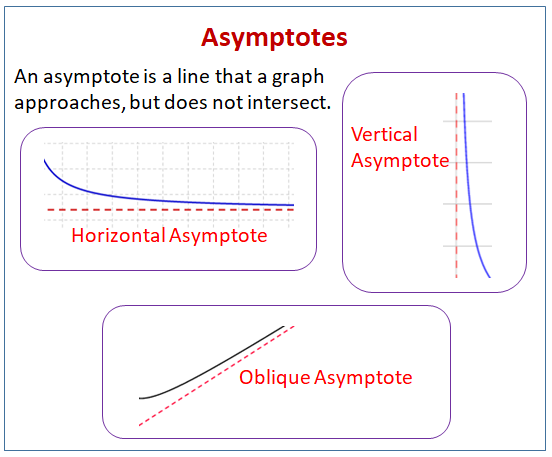 Asymptotes
An asymptote is a line that a graph
approaches, but does not intersect.
Horizontal Asymptote
Vertical
Asymptote
Oblique Asymptote